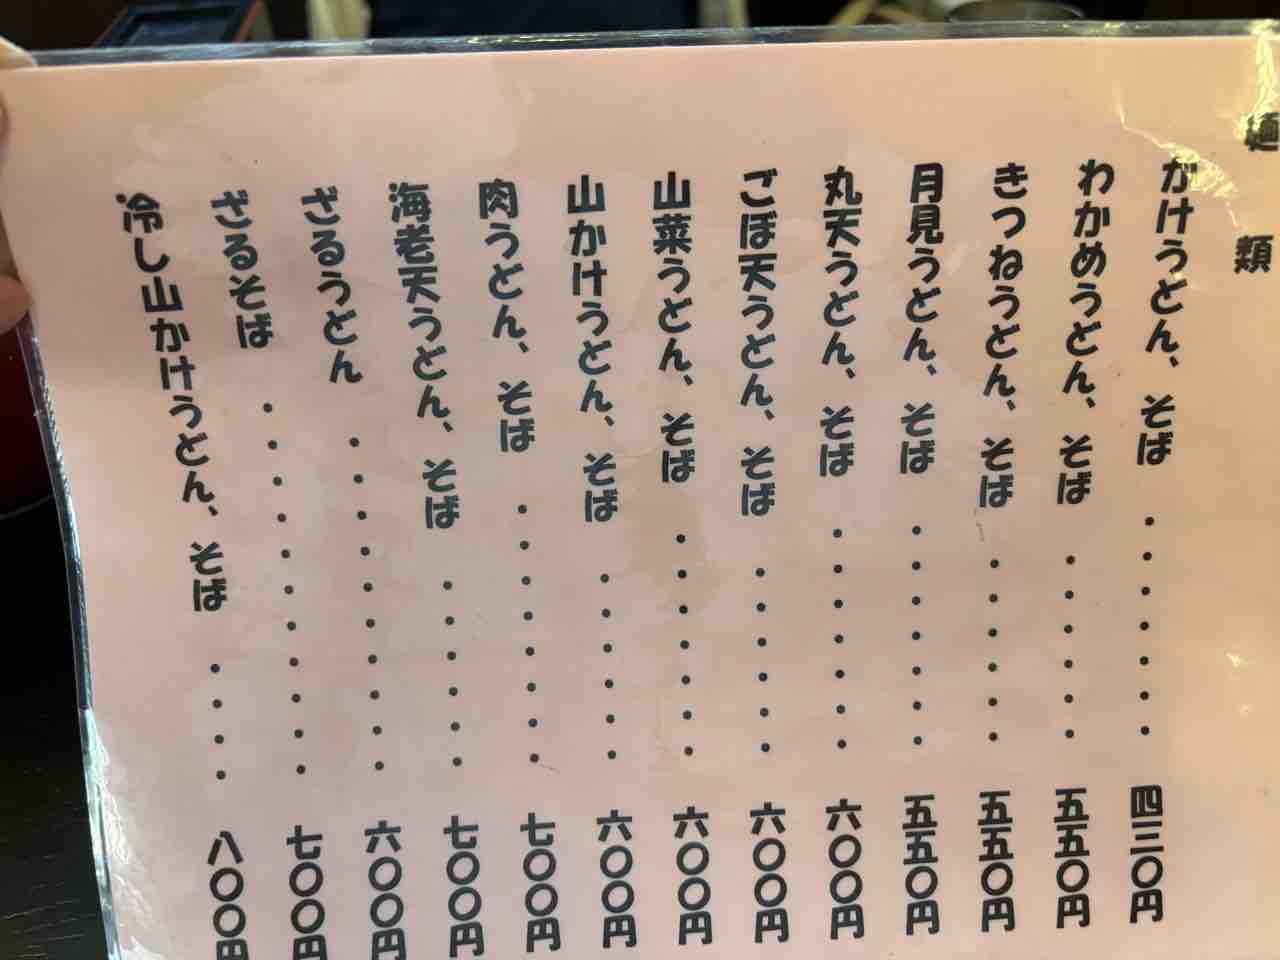 麺類
かけうどん、そば・・・・・・・四三〇円
わかめうどん、そば・・・・・・五五〇円
きつねうどん、そば・・・・・・五五〇円
月見うどん、そば・・・・・・・五五〇円
丸天うどん、そば・・・・・・・六〇〇円
ごぼ天うどん、そば・・・・・・六〇〇円
山菜うどん、そば・・・・・・・六〇〇円
山かけうどん、そば・・・・・・六〇〇円
肉うどん、そば・・・・・・・・七〇〇円
海老天うどん、そば・・・・・・七〇〇円
ざるうどん・・・・・・・・・・六〇〇円
ざるそば・・・・・・・・・・・七〇〇円
冷し山かけうどん、そば・・・・八〇〇円